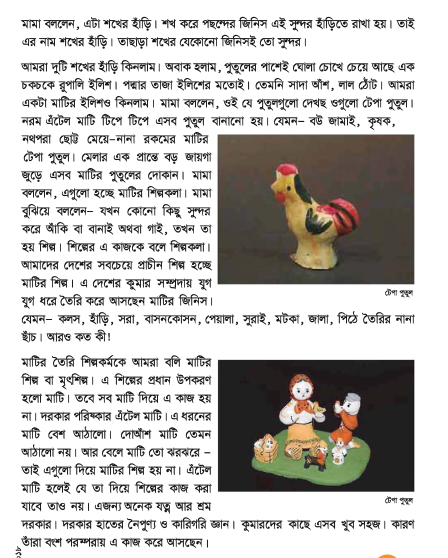 মামা বললেন, এটা শখের হাঁড়ি। শখ করে পছন্দের জিনিস এই সুন্দর হাঁড়িতে রাখা হয়। তাই
এর নাম শখের হাঁড়ি। তাছাড়া শখের যেকোনো জিনিসই তো সুন্দর।
আমরা দুটি শখের হাঁড়ি কিনলাম। অবাক হলাম, পুতুলের পাশেই ঘোলা চোখে চেয়ে আছে এক
চকচকে রুপালি ইলিশ। পদ্মার তাজা ইলিশের মতোই। তেমনি সাদা আঁশ, লাল ঠোঁট। আমরা
একটা মাটির ইলিশও কিনলাম। মামা বললেন, ওই যে পুতুলগুলো দেখছ ওগুলো টেপা পুতুল।
নরম এঁটেল মাটি টিপে টিপে এসব পুতুল বানানো হয়। যেমন– বউ জামাই, কৃষক,
নথপরা ছোট্ট মেয়ে–নানা রকমের মাটির
টেপা পুতুল। মেলার এক প্রান্তে বড় জায়গা
জুড়ে এসব মাটির পুতুলের দোকান। মামা
বললেন, এগুলো হচ্ছে মাটির শিল্পকলা। মামা
বুঝিয়ে বললেন– যখন কোনো কিছু সুন্দর
করে আঁকি বা বানাই অথবা গাই, তখন তা
হয় শিল্প। শিল্পের এ কাজকে বলে শিল্পকলা।
আমাদের দেশের সবচেয়ে প্রাচীন শিল্প হচ্ছে
মাটির শিল্প। এ দেশের কুমার সম্প্রদায় যুগ
যুগ ধরে তৈরি করে আসছেন মাটির জিনিস।
টেপা পুতুল
যেমন– কলস, হাঁড়ি, সরা, বাসনকোসন, পেয়ালা, সুরাই, মটকা, জালা, পিঠে তৈরির নানা
ছাঁচ। আরও কত কী!
মাটির তৈরি শিল্পকর্মকে আমরা বলি মাটির
শিল্প বা মৃৎশিল্প। এ শিল্পের প্রধান উপকরণ
হলো মাটি। তবে সব মাটি দিয়ে এ কাজ হয়
না। দরকার পরিষ্কার এঁটেল মাটি। এ ধরনের
মাটি বেশ আঠালো। দোআঁশ মাটি তেমন
আঠালো নয়। আর বেলে মাটি তো ঝরঝরে –
তাই এগুলো দিয়ে মাটির শিল্প হয় না। এঁটেল
মাটি হলেই যে তা দিয়ে শিল্পের কাজ করা
যাবে তাও নয়। এজন্য অনেক যত্ন আর শ্রম
টেপা পুতুল
দরকার। দরকার হাতের নৈপুণ্য ও কারিগরি জ্ঞান। কুমারদের কাছে এসব খুব সহজ। কারণ
তাঁরা বংশ পরম্পরায় এ কাজ করে আসছেন।